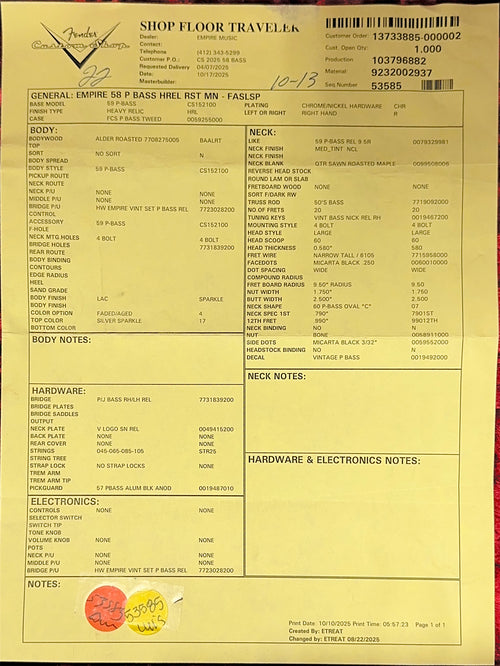 Fender
Custom Shop
SHOP FLOOR TRAVELER
Dealer: EMPIRE MUSIC
Contact:
Telephone (412) 343-5299
Customer P.O.: CS 2025 58 BASS
Requested Delivery 04/07/2025
Date: 10/17/2025
Masterbuilder:
Customer Order: 13733885-000002
Cust. Open Qty: 1.000
Production 103796882
Material 9232002937
Seq Number 53585
22
10-13
GENERAL: EMPIRE 58 P BASS HREL RST MN - FASLSP
BASE MODEL 59 P-BASS CS152100 PLATING CHROME/NICKEL HARDWARE CHR
FINISH TYPE HEAVY RELIC HRL LEFT OR RIGHT RIGHT HAND R
CASE FCS P BASS TWEED 0059255000
BODY:
BODYWOOD ALDER ROASTED 7708275005 BAALRT
TOP
SORT NO SORT N
BODY SPREAD
BODY STYLE 59 P-BASS CS152100
PICKUP ROUTE
NECK ROUTE
NECK P/U NONE NONE
MIDDLE P/U NONE NONE
BRIDGE P/U HW EMPIRE VINT SET P BASS REL 7723028200
CONTROL
ACCESSORY 59 P-BASS CS152100
F-HOLE
NECK MTG.HOLES 4 BOLT 4 BOLT
BRIDGE HOLES 7731839200
REAR ROUTE
BODY BINDING
CONTOURS
EDGE RADIUS
HEEL
SAND GRADE
BODY FINISH
BODY FINISH LAC SPARKLE
COLOR OPTION FADED/AGED 4
TOP COLOR SILVER SPARKLE 17
BOTTOM COLOR
BODY NOTES:
HARDWARE:
BRIDGE P/J BASS RH/LH REL 7731839200
BRIDGE PLATES
BRIDGE SADDLES
OUTPUT
NECK PLATE V LOGO SN REL 0049415200
BACK PLATE NONE NONE
REAR COVER NONE NONE
STRINGS 045-065-085-105 STR25
STRING TREE
STRAP LOCK NO STRAP LOCKS NONE
TREM ARM
TREM ARM TIP
PICKGUARD 57 PBASS ALUM BLK ANOD 0019487010
ELECTRONICS:
CONTROLS NONE NONE
SELECTOR SWITCH
SWITCH TIP
TONE KNOB
VOLUME KNOB NONE NONE
POTS
NECK P/U NONE NONE
MIDDLE P/U NONE NONE
BRIDGE P/U HW EMPIRE VINT SET P BASS REL 7723028200
NECK:
LIKE 59 P-BASS REL 9 5R 0079329981
NECK FINISH MED_TINT NCL
NECK FINISH
NECK BLANK QTR SAWN ROASTED MAPLE 0099508006
REVERSE HEAD STOCK
ROUND LAM OR SLAB
FRETBOARD WOOD NONE NONE
SORT F/DARK RW
TRUSS ROD 50'S BASS 7719092000
NO OF FRETS 20 20
TUNING KEYS VINT BASS NICK REL RH 0019467200
MOUNTING STYLE 4 BOLT 4 BOLT
HEAD STYLE LARGE LARGE
HEAD SCOOP 60 60
HEAD THICKNESS 0.580" 580
FRET WIRE NARROW TALL / 6105 7715958000
FACEDOTS MICARTA BLACK .250 0060010000
DOT SPACING WIDE WIDE
COMPOUND RADIUS
FRET BOARD RADIUS 9.50" RADIUS 9.50
NUT WIDTH 1.750" 1.750
BUTT WIDTH 2.500" 2.500
NECK SHAPE 60 P-BASS OVAL "C" 07
NECK SPEC 1ST 790" 7901ST
12TH FRET 990" 99012TH
NECK BINDING NO N
NUT BONE 0058911000
SIDE DOTS MICARTA BLACK 3/32" 0059552000
HEADSTOCK BINDING NO N
DECAL VINTAGE P BASS 0019492000
NECK NOTES:
HARDWARE & ELECTRONICS NOTES:
NOTES:
53585
53585
Luis
Print Date: 10/10/2025 Print Time: 05:57:23 Page 1 of 1
Created By: ETREAT
Changed by: ETREAT 08/22/2025